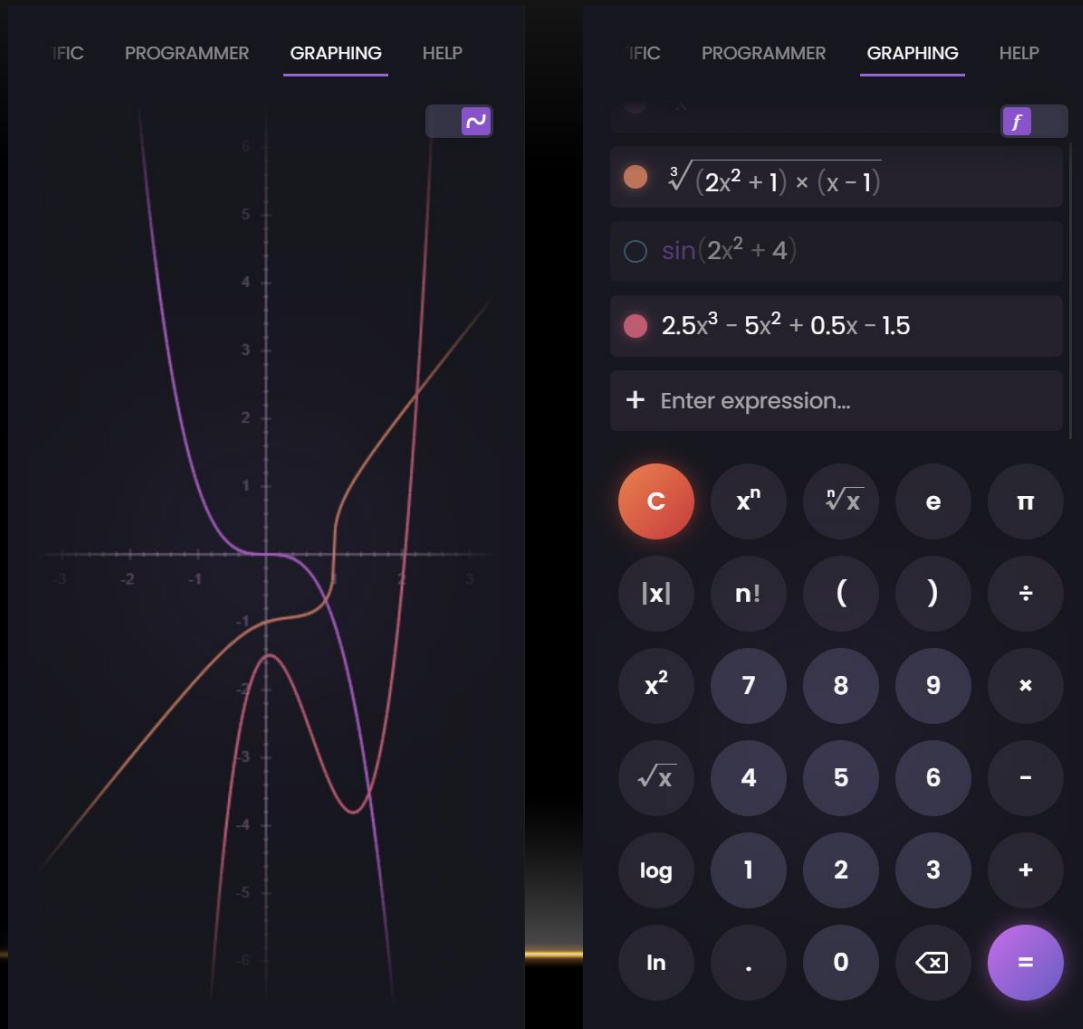 IFIC PROGRAMMER GRAPHING HELP
6
5
4
3
2
1
-3 -2 -1 1 2 3
-1
-2
-3
-4
-5
-6
IFIC PROGRAMMER GRAPHING HELP
f
∛(2x² + 1) × (x - 1)
sin(2x² + 4)
2.5x³ - 5x² + 0.5x - 1.5
+ Enter expression...
C xⁿ ⁿ√x e π
|x| n! ( ) ÷
x² 7 8 9 ×
√x 4 5 6 -
log 1 2 3 +
ln . 0 =